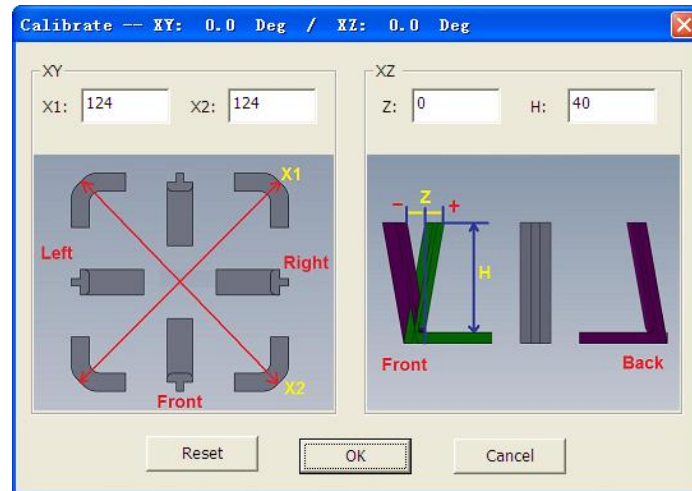 Calibrate -- XY: 0.0 Deg / XZ: 0.0 Deg
XY
X1: 124 X2: 124
X1
Left
Right
X2
Front
XZ
Z: 0 H: 40
- Z +
H
Front
Back
Reset OK Cancel